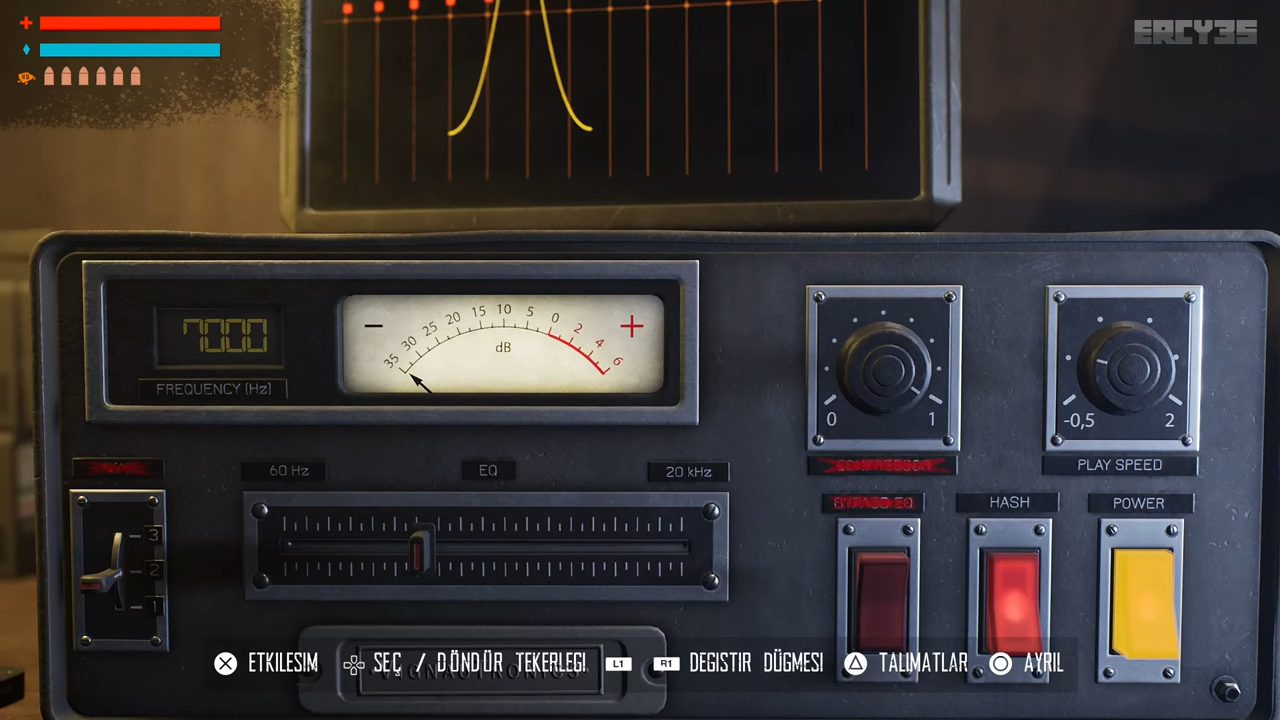 ERCY35
7000
FREQUENCY (Hz)
35 30 25 20 15 10 5 0 2 4 6
dB
0 1
-0,5 2
PLAY SPEED
60 Hz EQ 20 kHz
BYPASS EQ HASH POWER
3
2
1
ETKILESIM SEÇ / DÖNDÜR TEKERLEGI L1 R1 DEGISTIR DÜGMESI TALIMATLAR AYRIL